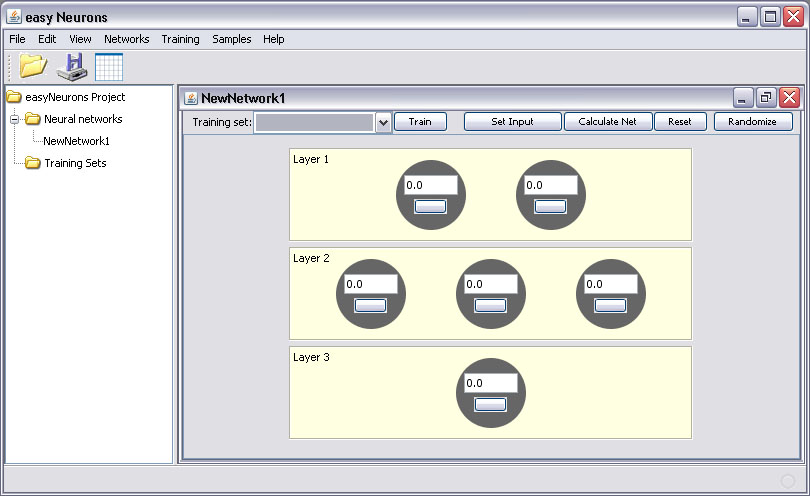 easy Neurons
File Edit View Networks Training Samples Help
easyNeurons Project
Neural networks
NewNetwork1
Training Sets
NewNetwork1
Training set: Train Set Input Calculate Net Reset Randomize
Layer 1
0.0 0.0
Layer 2
0.0 0.0 0.0
Layer 3
0.0